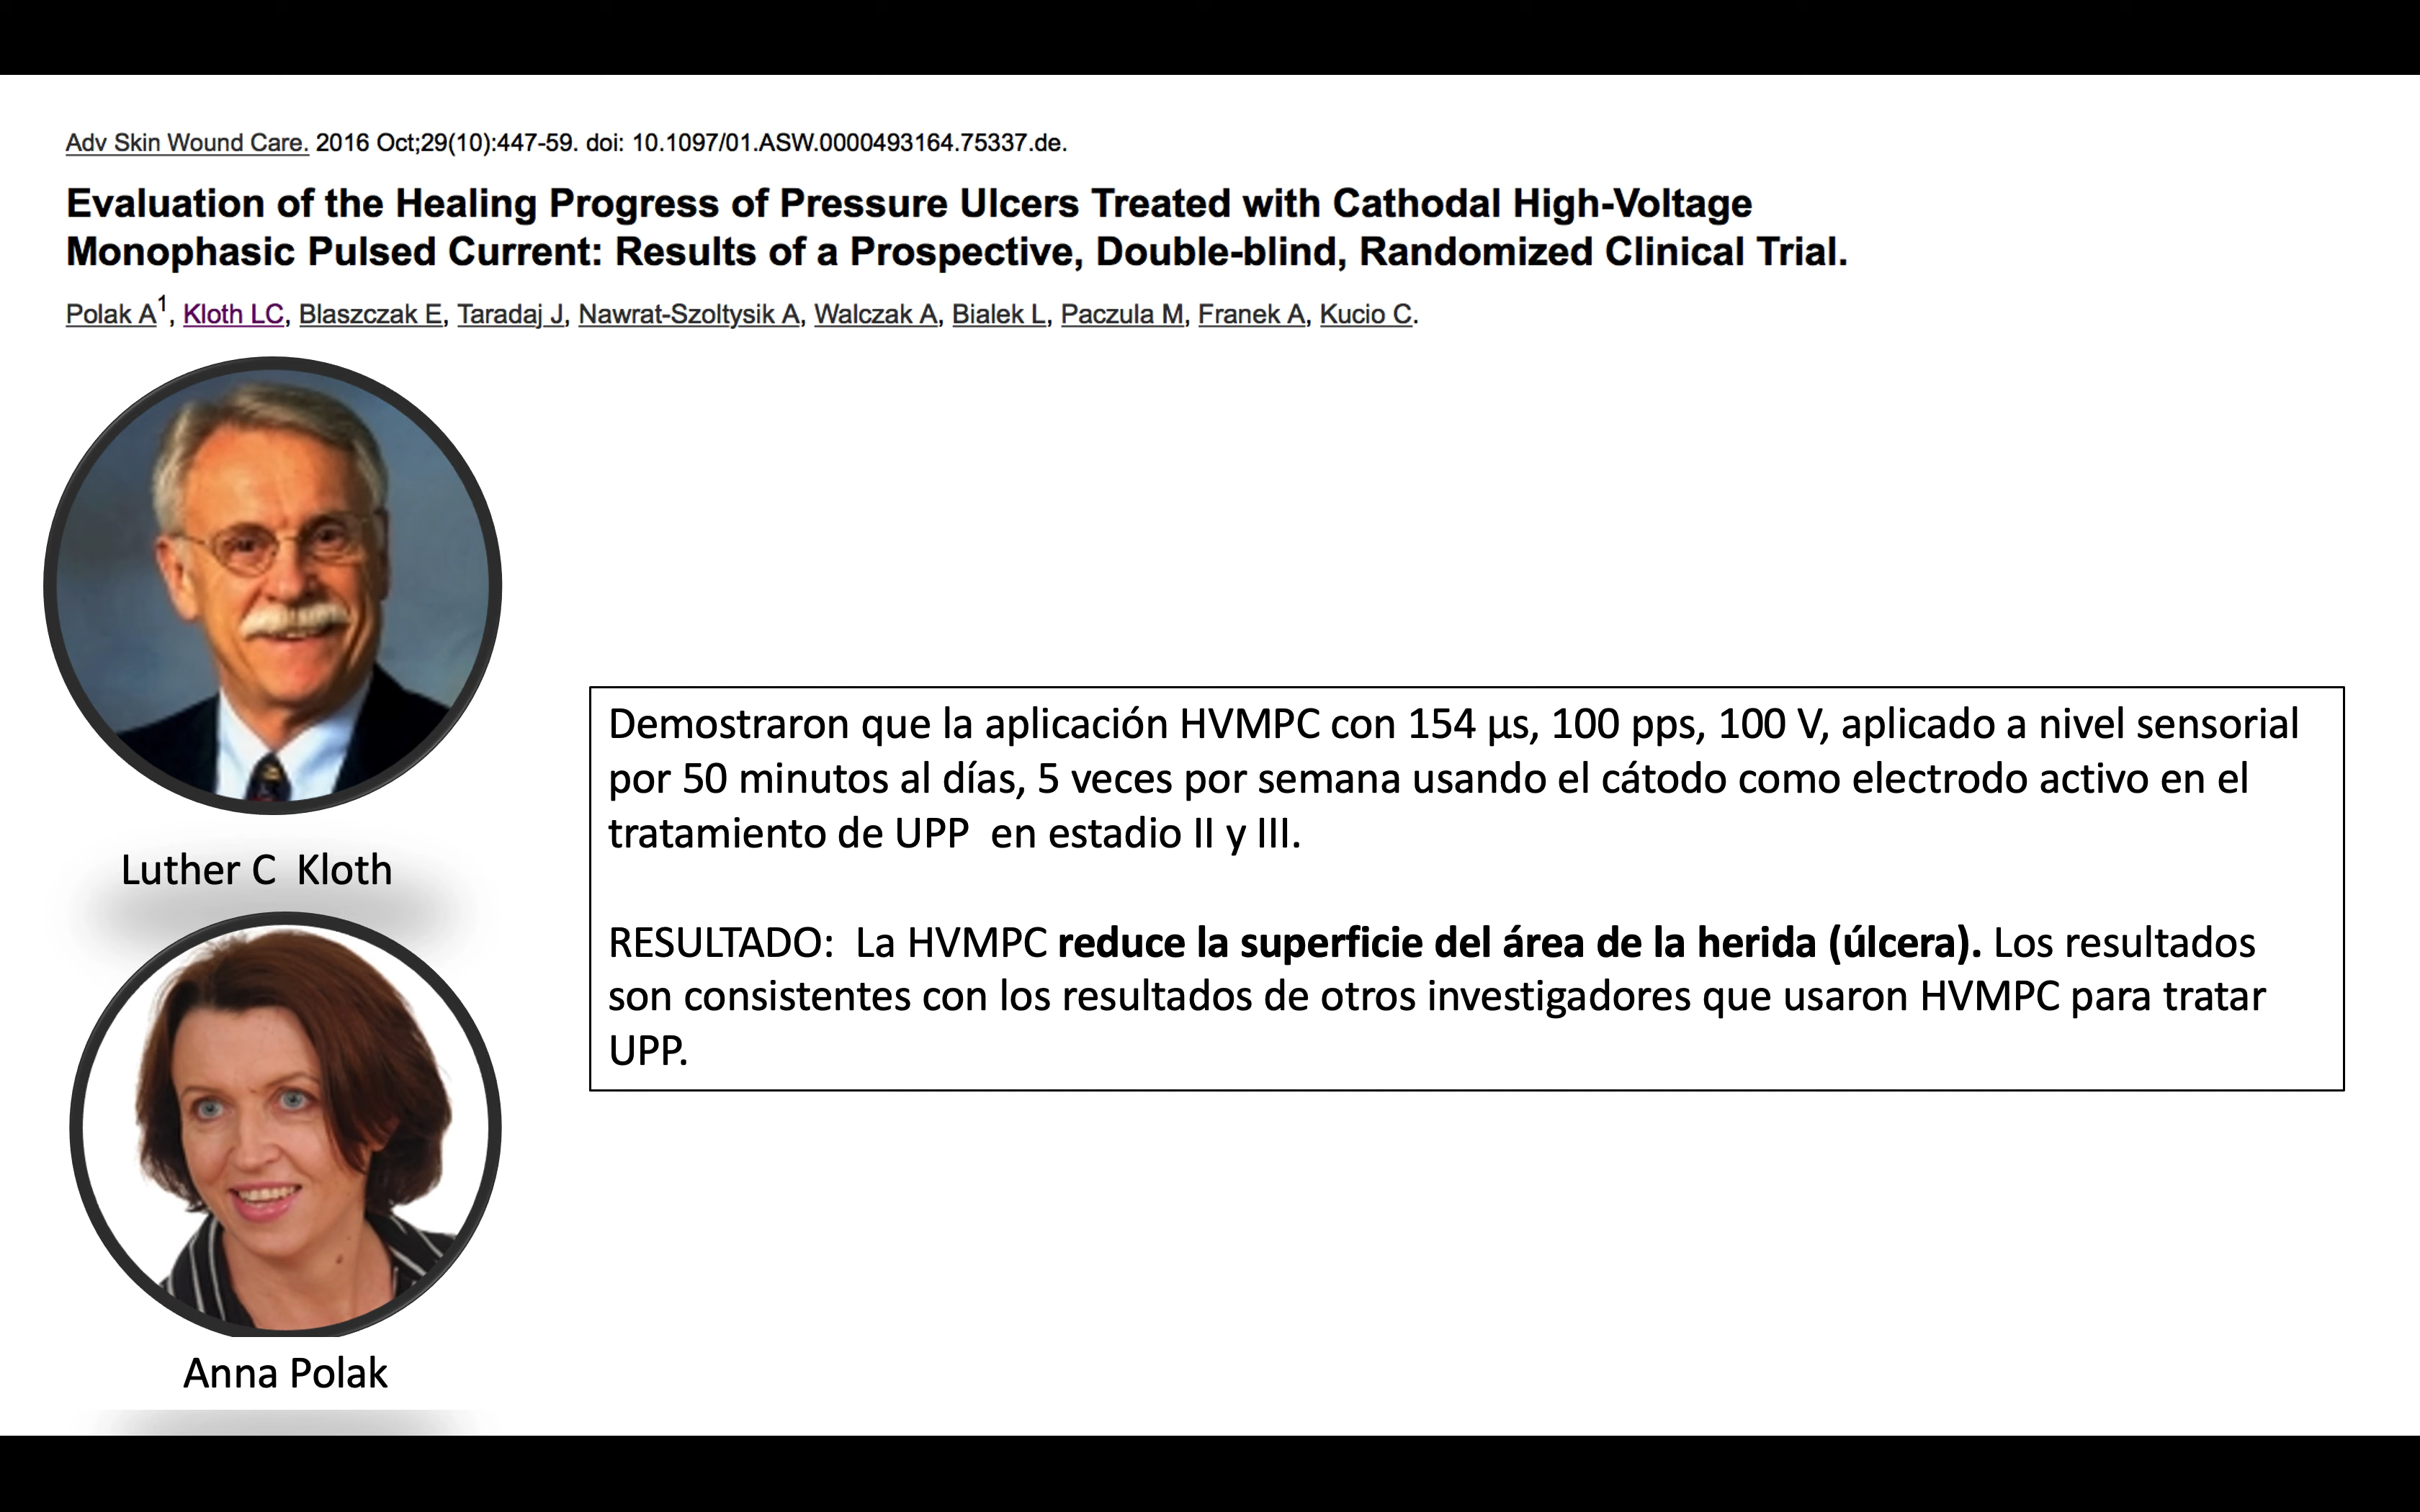 Adv Skin Wound Care. 2016 Oct;29(10):447-59. doi: 10.1097/01.ASW.0000493164.75337.de.
Evaluation of the Healing Progress of Pressure Ulcers Treated with Cathodal High-Voltage
Monophasic Pulsed Current: Results of a Prospective, Double-blind, Randomized Clinical Trial.
Polak A1, Kloth LC, Blaszczak E, Taradaj J, Nawrat-Szoltysik A, Walczak A, Bialek L, Paczula M, Franek A, Kucio C.
Luther C Kloth
Anna Polak
Demostraron que la aplicación HVMPC con 154 µs, 100 pps, 100 V, aplicado a nivel sensorial
por 50 minutos al días, 5 veces por semana usando el cátodo como electrodo activo en el
tratamiento de UPP en estadio II y III.
RESULTADO: La HVMPC reduce la superficie del área de la herida (úlcera). Los resultados
son consistentes con los resultados de otros investigadores que usaron HVMPC para tratar
UPP.